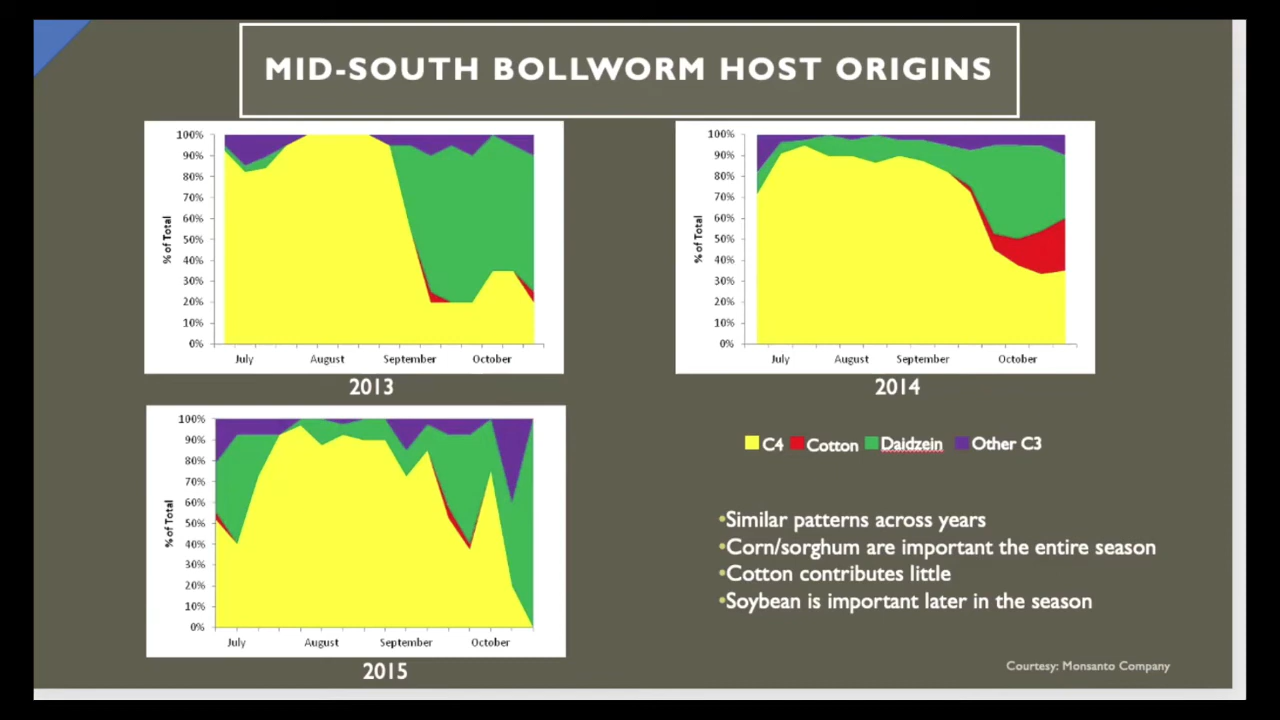 MID-SOUTH BOLLWORM HOST ORIGINS
100%
90%
80%
70%
60%
50%
40%
30%
20%
10%
0%
% of Total
July August September October
2013
100%
90%
80%
70%
60%
50%
40%
30%
20%
10%
0%
% of Total
July August September October
2014
100%
90%
80%
70%
60%
50%
40%
30%
20%
10%
0%
% of Total
July August September October
2015
C4 Cotton Daidzein Other C3
•Similar patterns across years
•Corn/sorghum are important the entire season
•Cotton contributes little
•Soybean is important later in the season
Courtesy: Monsanto Company